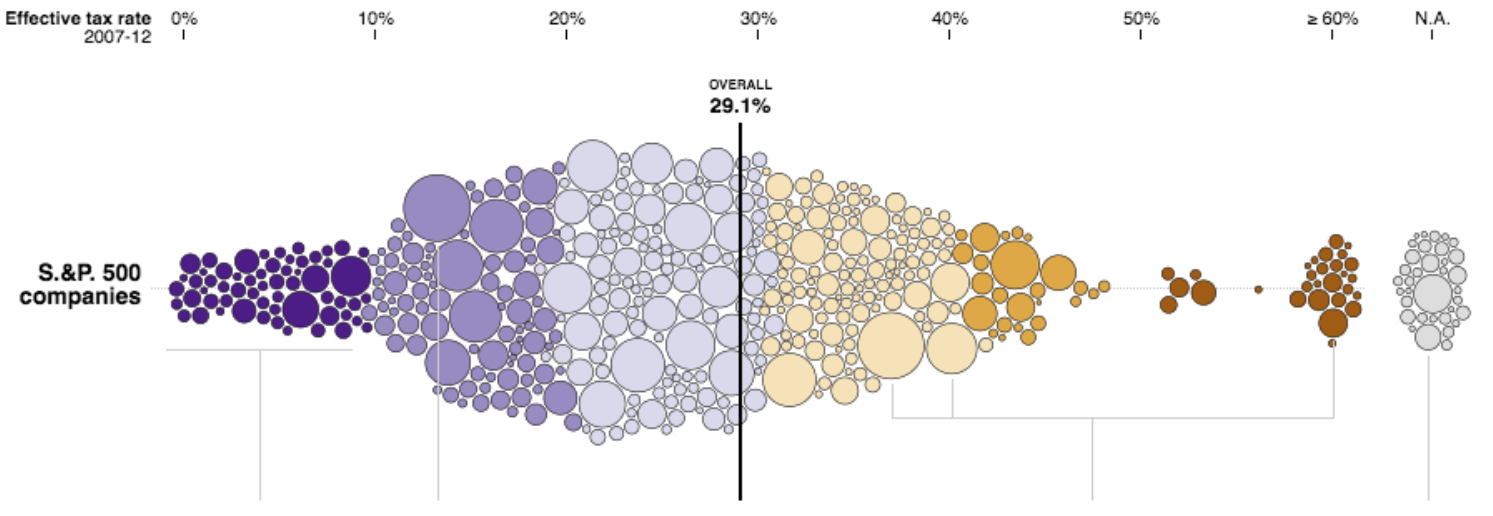 Effective tax rate 0% 10% 20% 30% 40% 50% ≥ 60% N.A.
2007-12
OVERALL
29.1%
S.&P. 500
companies